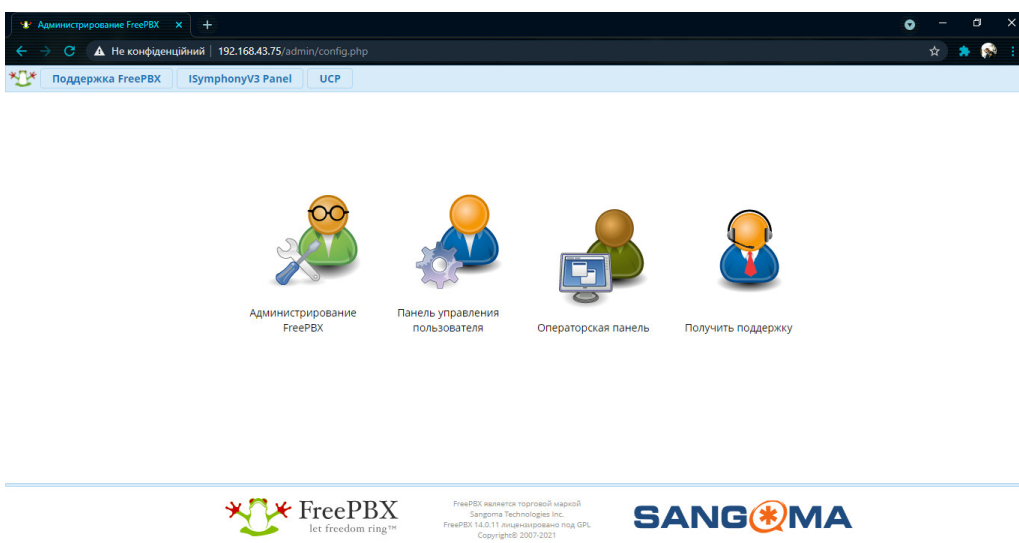 Администрирование FreePBX
Не конфіденційний
192.168.43.75/admin/config.php
Поддержка FreePBX
ISymphonyV3 Panel
UCP
Администрирование
FreePBX
Панель управления
пользователя
Операторская панель
Получить поддержку
FreePBX
let freedom ring™
FreePBX является торговой маркой
Sangoma Technologies Inc.
FreePBX 14.0.11 лицензировано под GPL
Copyright© 2007-2021
SANGOMA